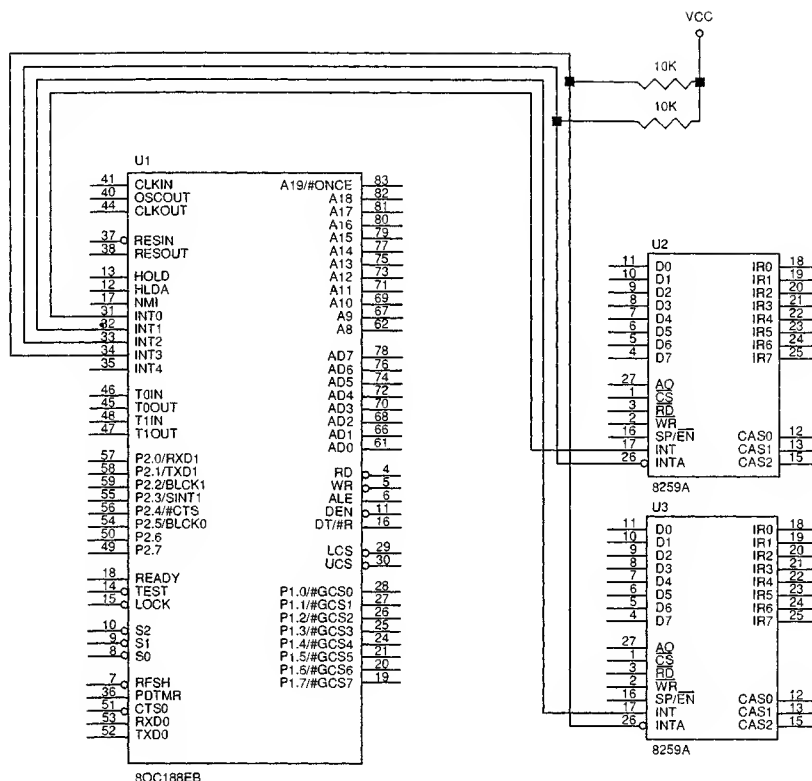 VCC
10K
10K
U1
41 CLKIN A19/#ONCE 83
40 OSCOUT A18 82
44 CLKOUT A17 81
A16 80
37 RESIN A15 79
38 RESOUT A14 77
A13 75
13 HOLD A12 73
12 HLDA A11 71
17 NMI A10 69
31 INT0 A9 67
32 INT1 A8 62
33 INT2
34 INT3 AD7 78
35 INT4 AD6 76
AD5 74
46 T0IN AD4 72
45 T0OUT AD3 70
48 T1IN AD2 68
47 T1OUT AD1 66
AD0 61
57 P2.0/RXD1
58 P2.1/TXD1 RD 4
59 P2.2/BLCK1 WR 5
55 P2.3/SINT1 ALE 6
56 P2.4/#CTS DEN 11
54 P2.5/BLCK0 DT/#R 16
50 P2.6
49 P2.7 LCS 29
UCS 30
18 READY
14 TEST P1.0/#GCS0 28
15 LOCK P1.1/#GCS1 27
P1.2/#GCS2 26
10 S2 P1.3/#GCS3 25
9 S1 P1.4/#GCS4 24
8 S0 P1.5/#GCS5 21
P1.6/#GCS6 20
7 RFSH P1.7/#GCS7 19
36 PDTMR
51 CTS0
53 RXD0
52 TXD0
80C188EB
U2
11 D0 IR0 18
10 D1 IR1 19
9 D2 IR2 20
8 D3 IR3 21
7 D4 IR4 22
6 D5 IR5 23
5 D6 IR6 24
4 D7 IR7 25
27 AO
1 CS
3 RD
2 WR
16 SP/EN CAS0 12
17 INT CAS1 13
26 INTA CAS2 15
8259A
U3
11 D0 IR0 18
10 D1 IR1 19
9 D2 IR2 20
8 D3 IR3 21
7 D4 IR4 22
6 D5 IR5 23
5 D6 IR6 24
4 D7 IR7 25
27 AO
1 CS
3 RD
2 WR
16 SP/EN CAS0 12
17 INT CAS1 13
26 INTA CAS2 15
8259A